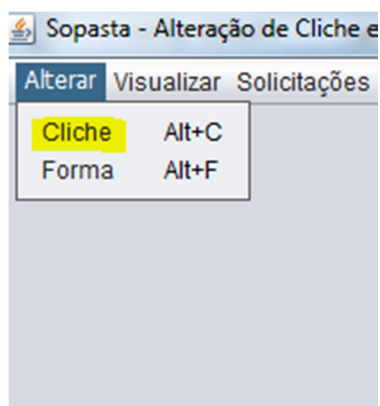 Sopasta - Alteração de Cliche e
Alterar Visualizar Solicitações
Cliche Alt+C
Forma Alt+F